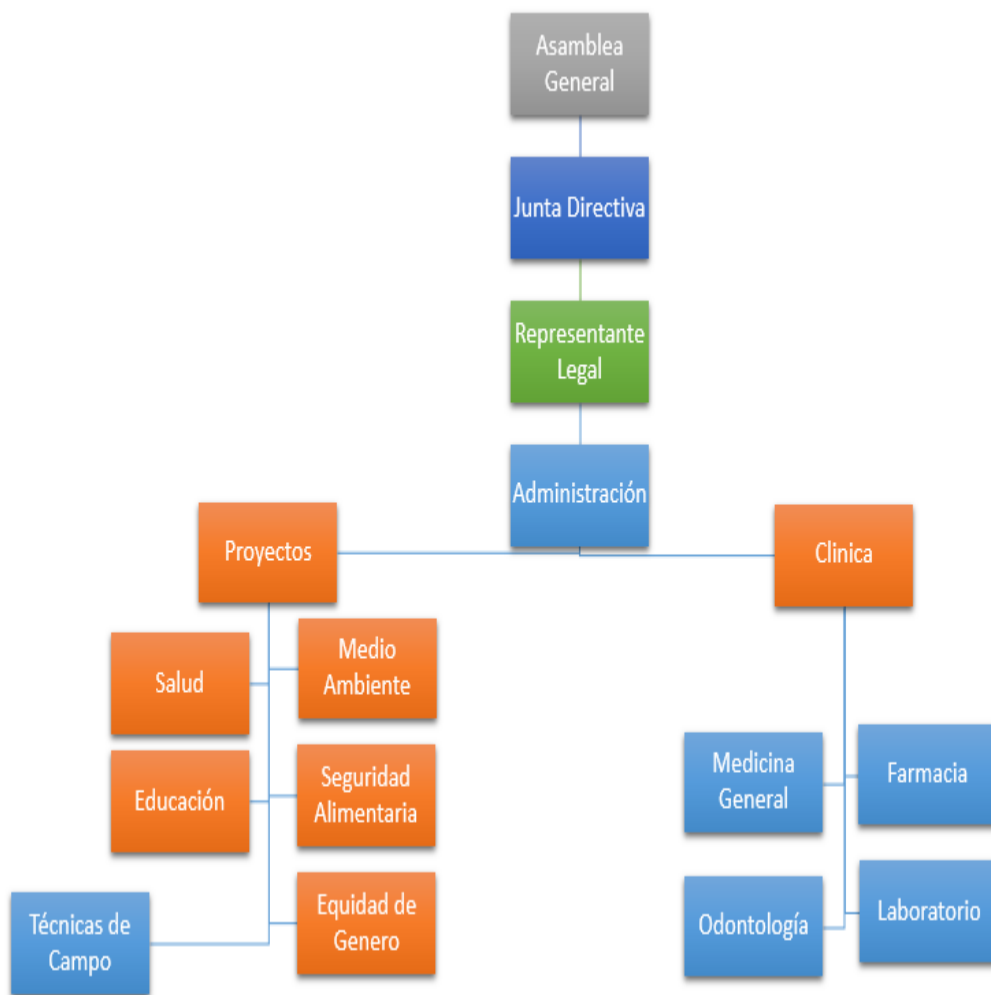 Asamblea
General
Junta Directiva
Representante
Legal
Administración
Proyectos
Clinica
Salud
Medio
Ambiente
Educación
Seguridad
Alimentaria
Técnicas de
Campo
Equidad de
Genero
Medicina
General
Farmacia
Odontología
Laboratorio